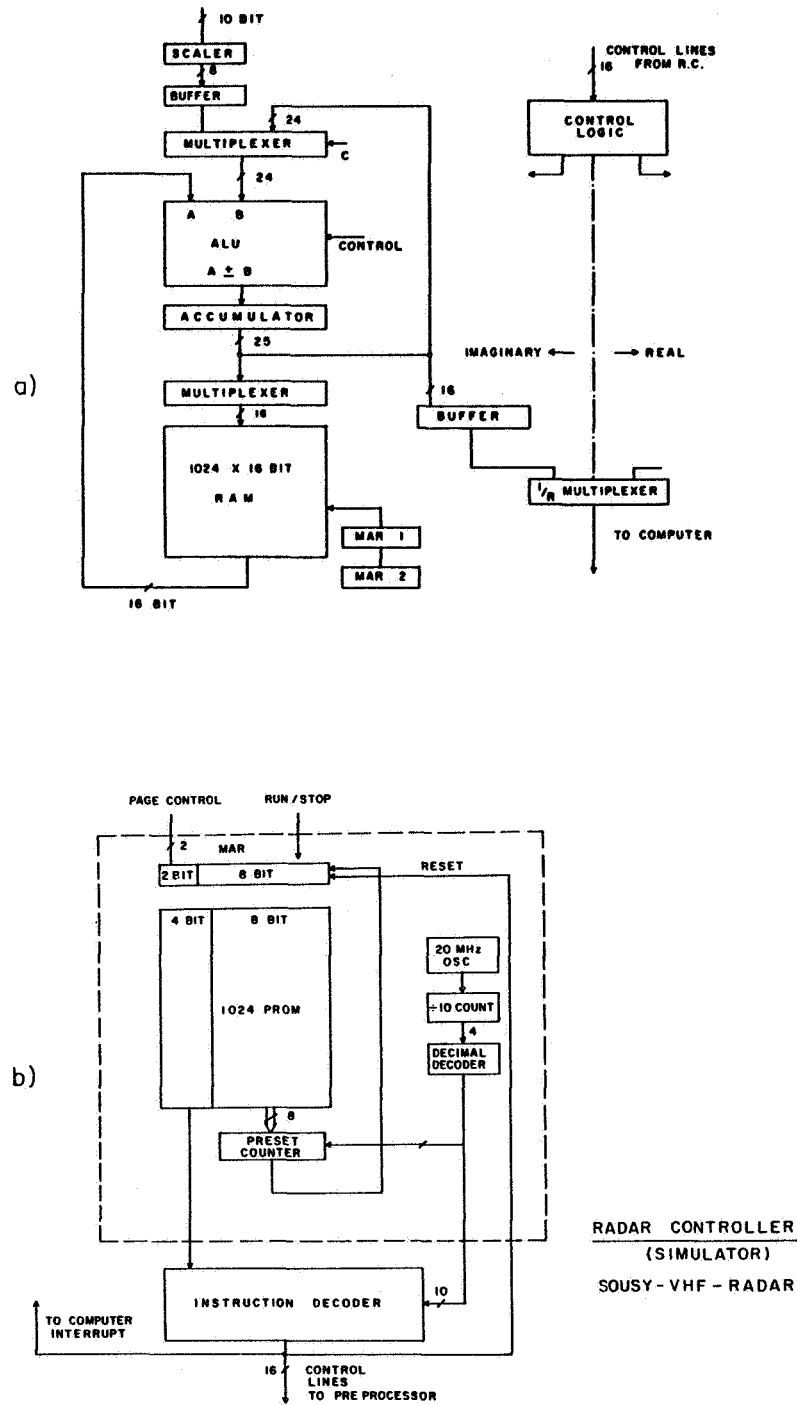 10 BIT
SCALER
8
BUFFER
24
MULTIPLEXER
C
24
A B
ALU
A ± B
CONTROL
ACCUMULATOR
25
MULTIPLEXER
16
1024 X 16 BIT
RAM
MAR 1
MAR 2
16 BIT
a)
CONTROL LINES
FROM R.C.
16
CONTROL
LOGIC
IMAGINARY
REAL
16
BUFFER
I/R MULTIPLEXER
TO COMPUTER
PAGE CONTROL
RUN/STOP
2
MAR
2 BIT
8 BIT
RESET
4 BIT
8 BIT
1024 PROM
20 MHz
OSC
÷10 COUNT
4
DECIMAL
DECODER
8
PRESET
COUNTER
b)
INSTRUCTION DECODER
10
TO COMPUTER
INTERRUPT
16
CONTROL
LINES
TO PREPROCESSOR
RADAR CONTROLLER
(SIMULATOR)
SOUSY-VHF-RADAR